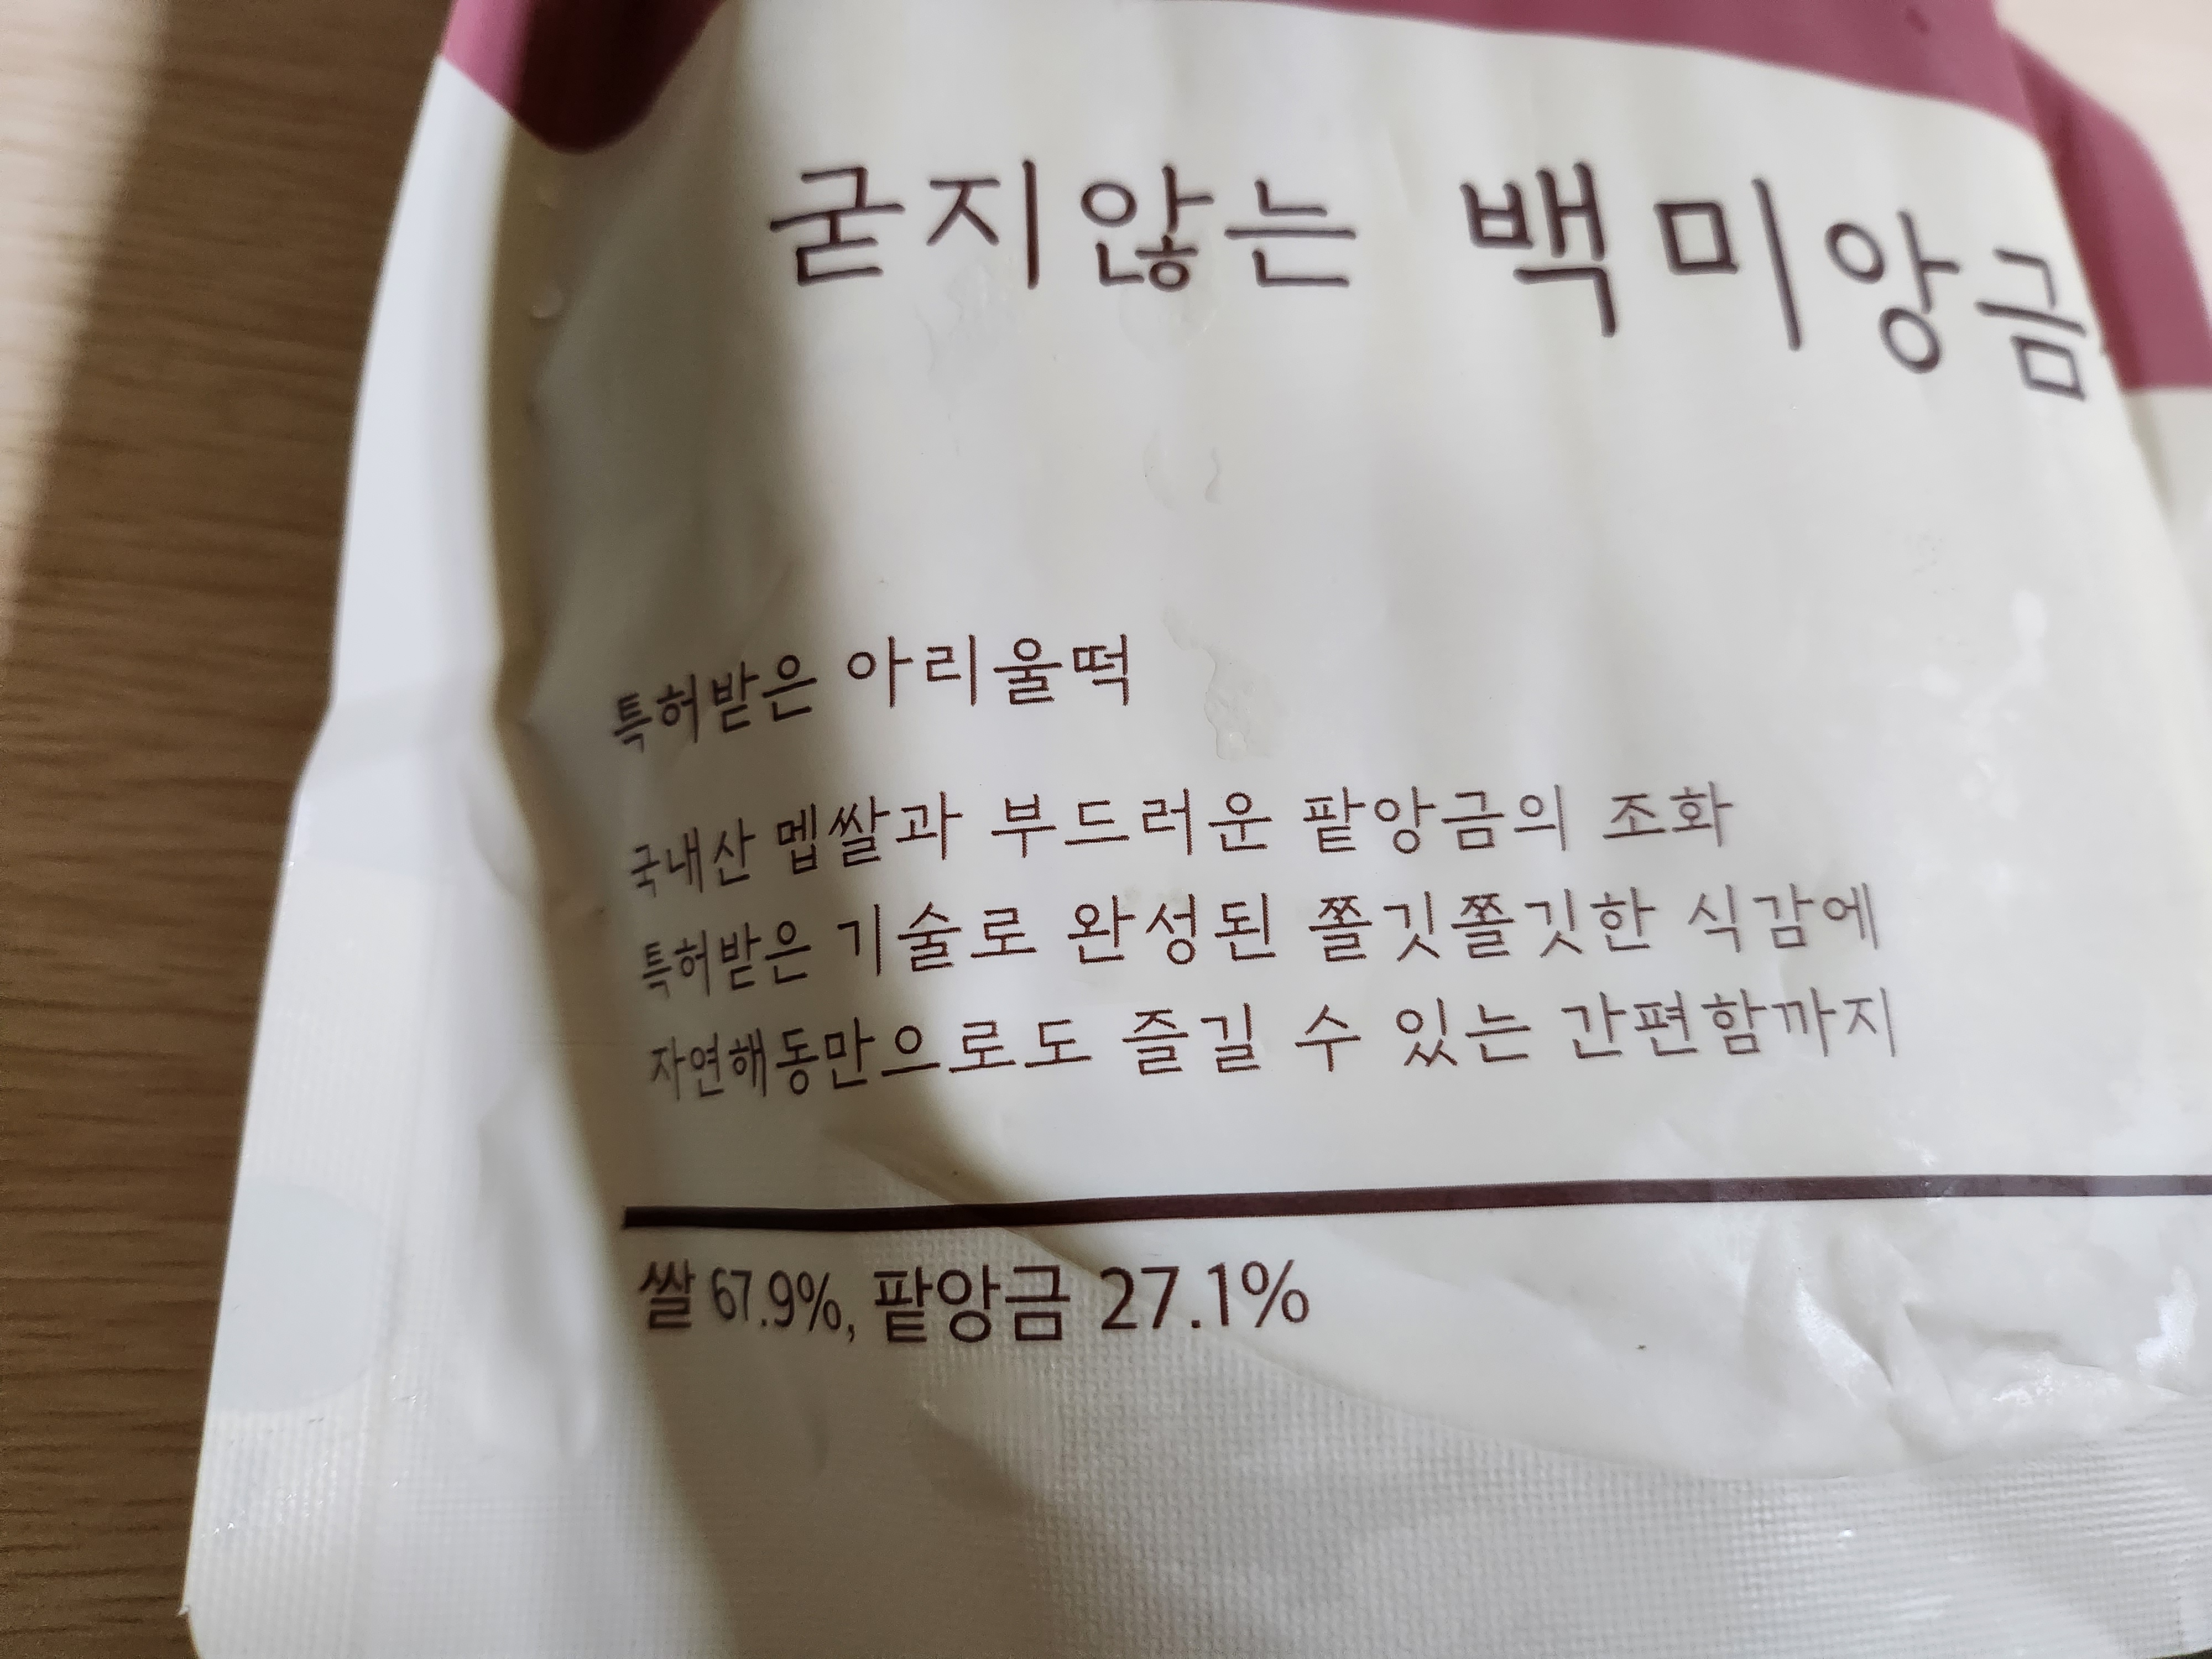 굳지않는 백미앙금
특허받은 아리울떡
국내산 멥쌀과 부드러운 팥앙금의 조화
특허받은 기술로 완성된 쫄깃쫄깃한 식감에
자연해동만으로도 즐길 수 있는 간편함까지
쌀 67.9%, 팥앙금 27.1%